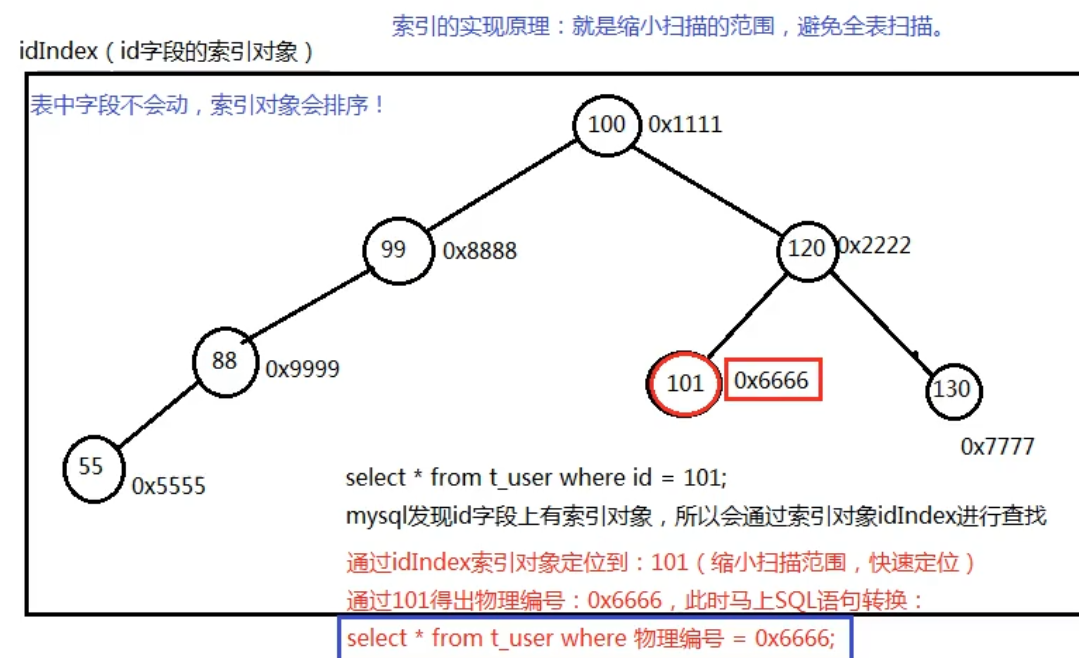 索引的实现原理：就是缩小扫描的范围，避免全表扫描。
idIndex（id字段的索引对象）
表中字段不会动，索引对象会排序！
100 0x1111
99 0x8888
120 0x2222
88 0x9999
101 0x6666
130
0x7777
55 0x5555
select * from t_user where id = 101;
mysql发现id字段上有索引对象，所以会通过索引对象idIndex进行查找
通过idIndex索引对象定位到：101（缩小扫描范围，快速定位）
通过101得出物理编号：0x6666，此时马上SQL语句转换：
select * from t_user where 物理编号 = 0x6666;